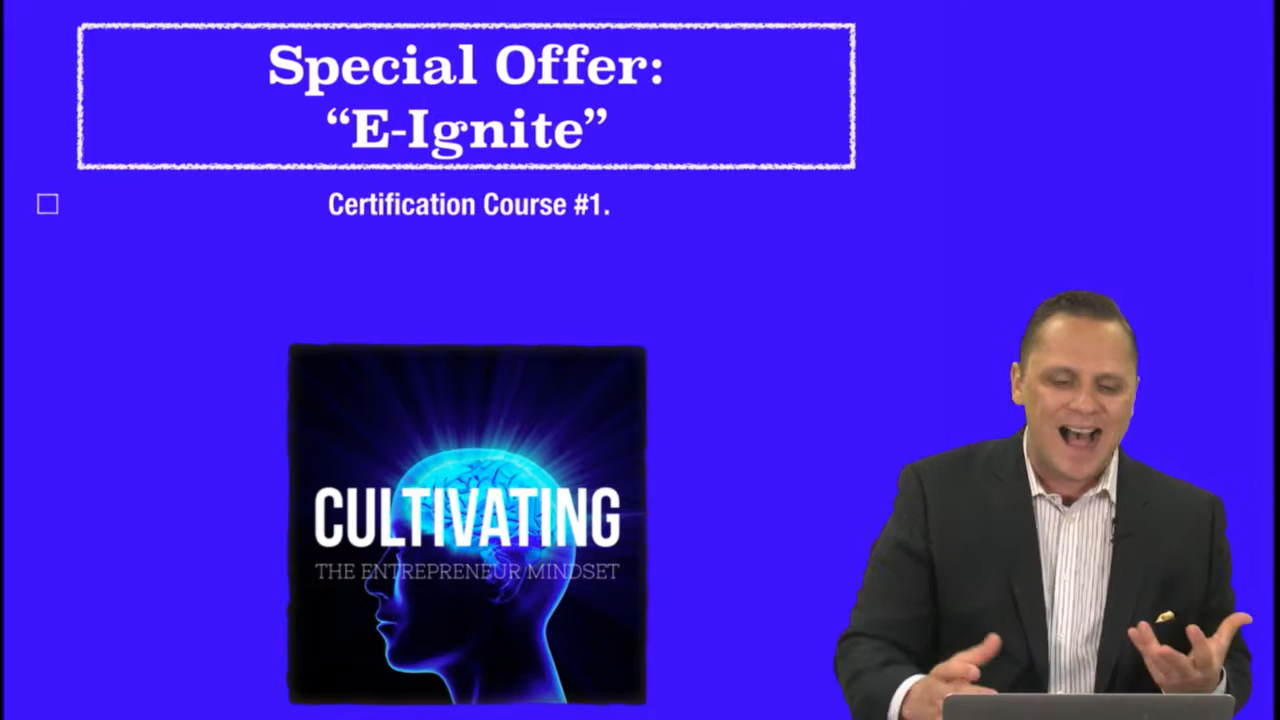 Special Offer:
“E-Ignite”
Certification Course #1.
CULTIVATING
THE ENTREPRENEUR MINDSET